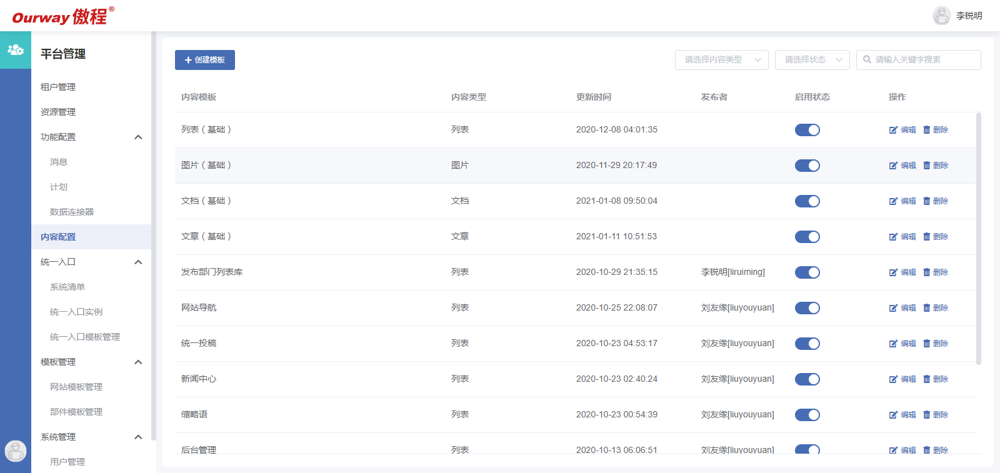 Ourway 傲程®
李锐明
平台管理
租户管理
资源管理
功能配置
消息
计划
数据连接器
内容配置
统一入口
系统清单
统一入口实例
统一入口模板管理
模板管理
网站模板管理
部件模板管理
系统管理
用户管理
创建模板 请选择内容类型 请选择状态 请输入关键字搜索
内容模板 内容类型 更新时间 发布者 启用状态 操作
列表（基础） 列表 2020-12-08 04:01:35 编辑 删除
图片（基础） 图片 2020-11-29 20:17:49 编辑 删除
文档（基础） 文档 2021-01-08 09:50:04 编辑 删除
文章（基础） 文章 2021-01-11 10:51:53 编辑 删除
发布部门列表库 列表 2020-10-29 21:35:15 李锐明[liruiming] 编辑 删除
网站导航 列表 2020-10-25 22:08:07 刘友缘[liuyouyuan] 编辑 删除
统一投稿 列表 2020-10-23 04:53:17 刘友缘[liuyouyuan] 编辑 删除
新闻中心 列表 2020-10-23 02:40:24 刘友缘[liuyouyuan] 编辑 删除
缩略语 列表 2020-10-23 00:54:39 刘友缘[liuyouyuan] 编辑 删除
后台管理 列表 2020-10-13 06:06:51 刘友缘[liuyouyuan] 编辑 删除